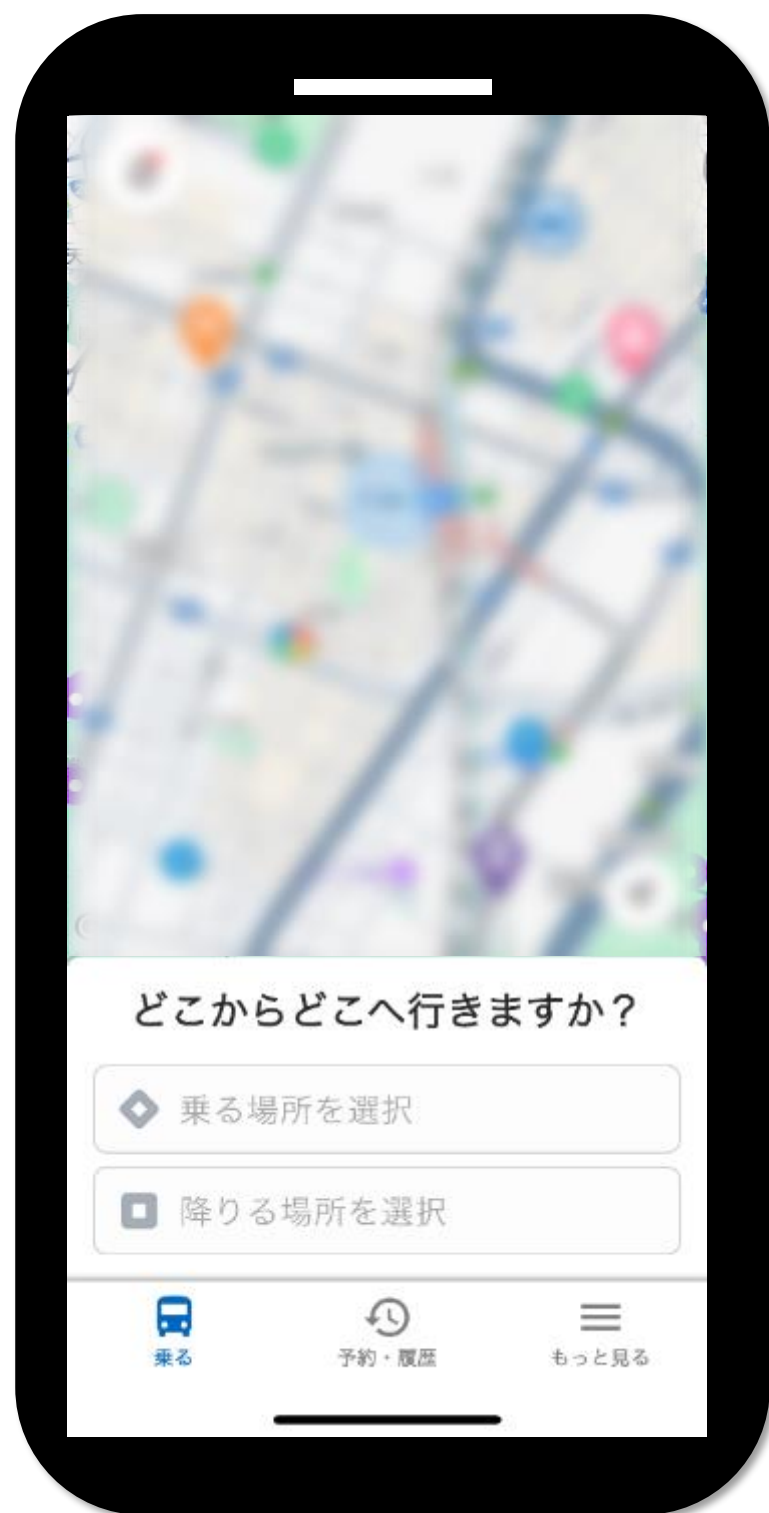 どこからどこへ行きますか？
乗る場所を選択
降りる場所を選択
乗る
予約・履歴
もっと見る